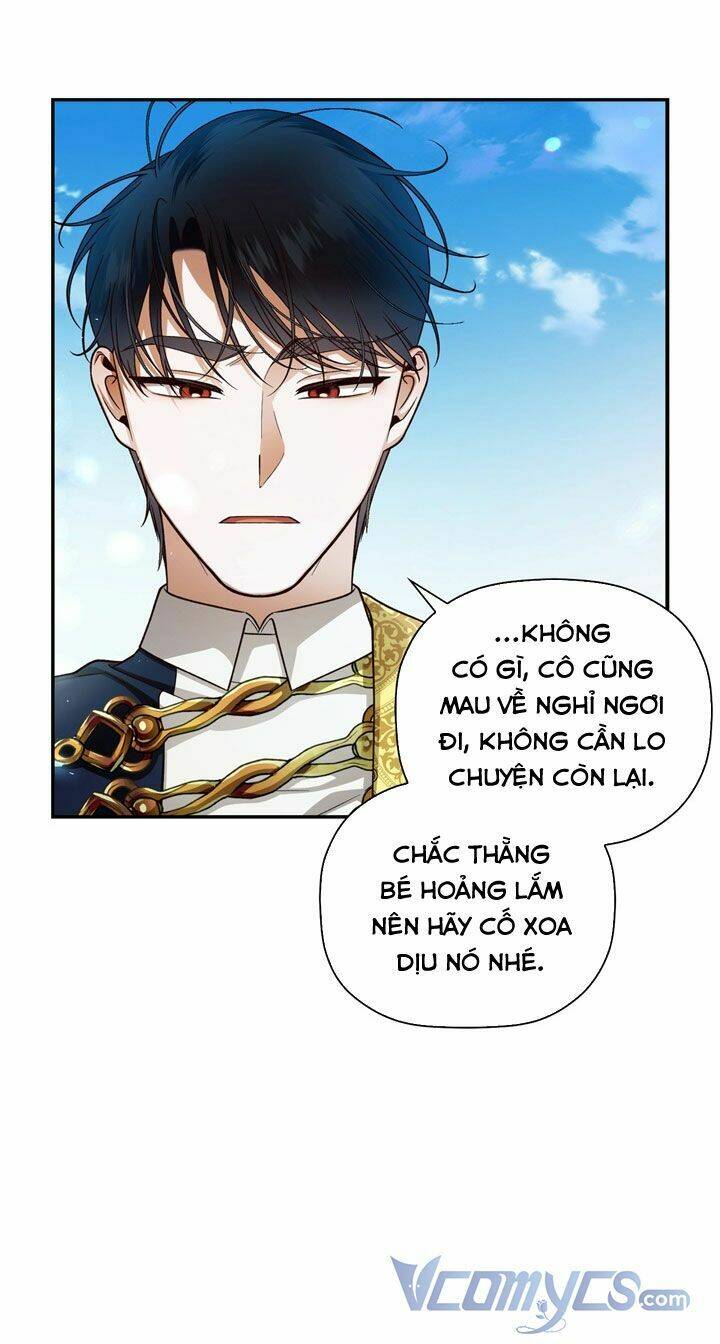 ...KHÔNG
CÓ GÌ, CÔ CŨNG
MAU VỀ NGHỈ NGƠI
ĐI, KHÔNG CẦN LO
CHUYỆN CÒN LẠI.
CHẮC THẰNG
BÉ HOẢNG LẮM
NÊN HÃY CỐ XOA
DỊU NÓ NHÉ.
VCOMYCS.com